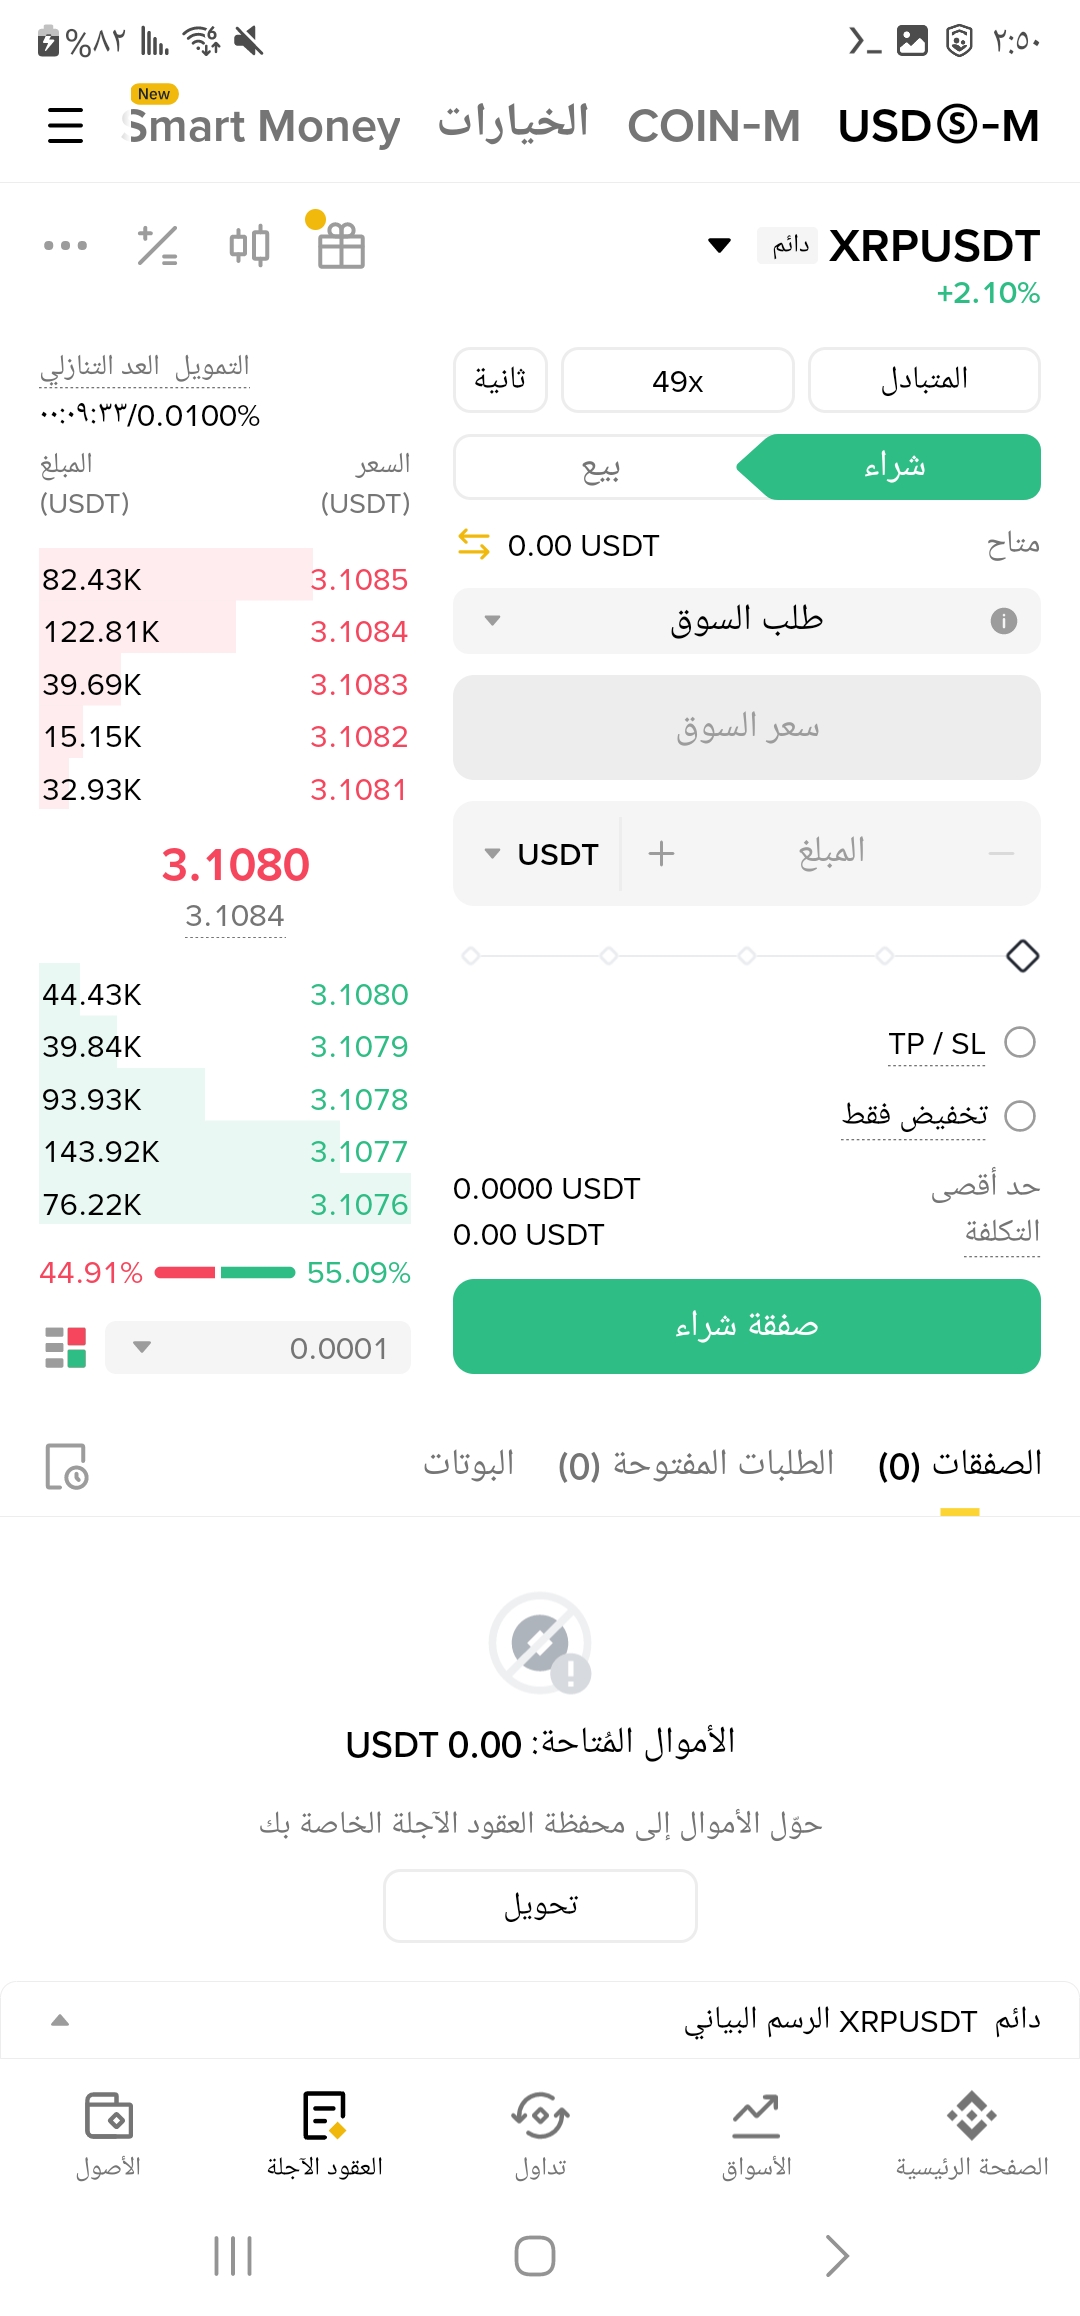 ٢:٥٠
%٨٢
USDⓈ-M
COIN-M
الخيارات
Smart Money
New
XRPUSDT دائم
+2.10%
التمويل العد التنازلي
٠٠:٠٩:٣٣/0.0100%
السعر المبلغ
(USDT) (USDT)
3.1085 82.43K
3.1084 122.81K
3.1083 39.69K
3.1082 15.15K
3.1081 32.93K
3.1080
3.1084
3.1080 44.43K
3.1079 39.84K
3.1078 93.93K
3.1077 143.92K
3.1076 76.22K
44.91% 55.09%
0.0001
المتبادل 49x ثانية
شراء بيع
متاح 0.00 USDT
طلب السوق
سعر السوق
المبلغ USDT
TP / SL
تخفيض فقط
حد أقصى 0.0000 USDT
التكلفة 0.00 USDT
صفقة شراء
الصفقات (0) الطلبات المفتوحة (0) البوتات
الأموال المُتاحة: 0.00 USDT
حوّل الأموال إلى محفظة العقود الآجلة الخاصة بك
تحويل
دائم XRPUSDT الرسم البياني
الصفحة الرئيسية الأسواق تداول العقود الآجلة الأصول